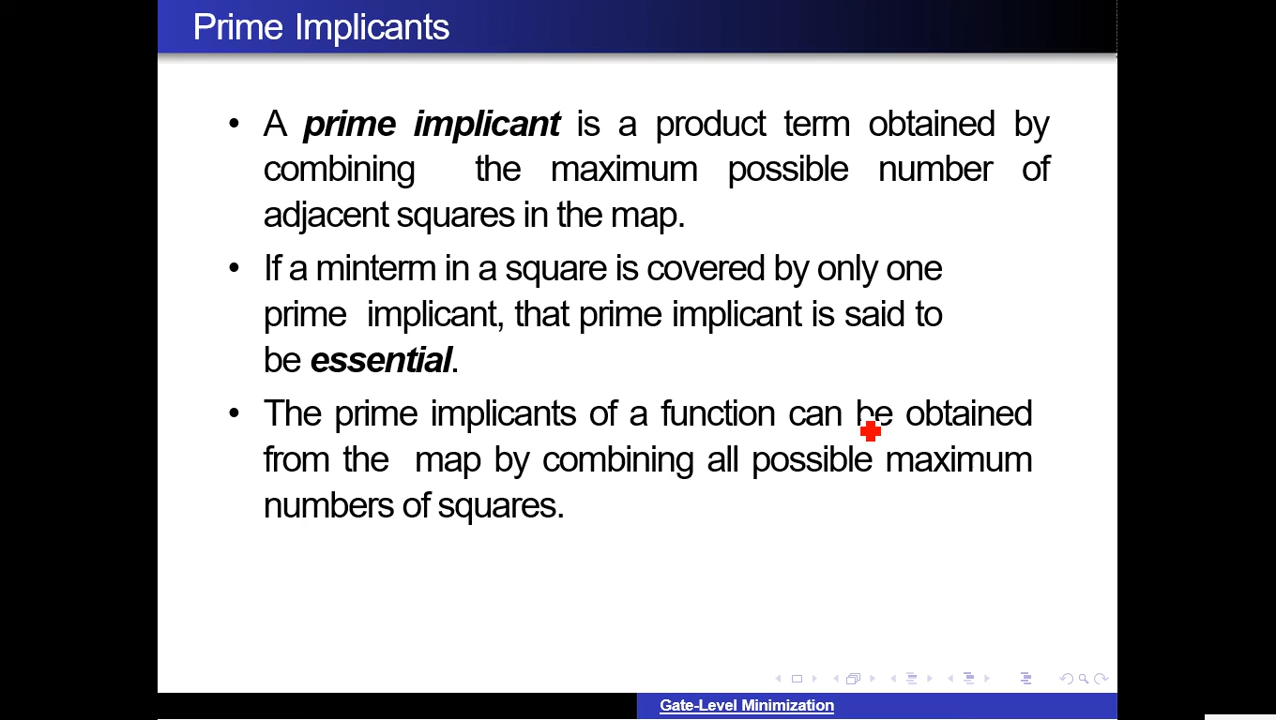 Prime Implicants
• A prime implicant is a product term obtained by
combining the maximum possible number of
adjacent squares in the map.
• If a minterm in a square is covered by only one
prime implicant, that prime implicant is said to
be essential.
• The prime implicants of a function can be obtained
from the map by combining all possible maximum
numbers of squares.
Gate-Level Minimization